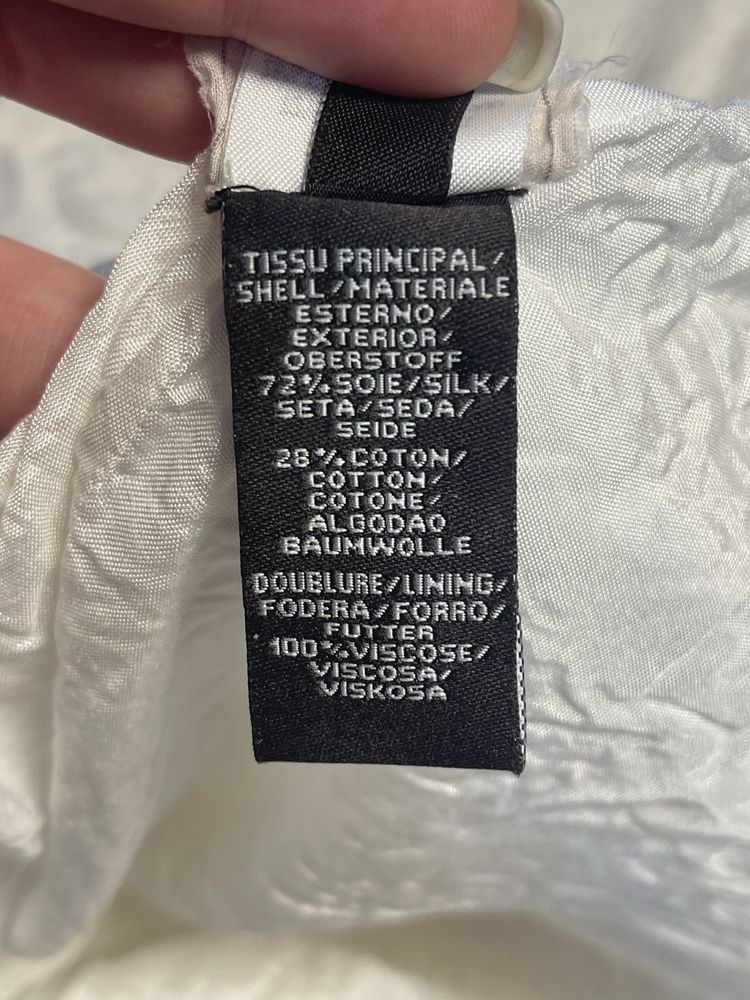 TISSU PRINCIPAL/
SHELL/MATERIALE
ESTERNO/
EXTERIOR/
OBERSTOFF
72% SOIE/SILK/
SETA/SEDA/
SEIDE
28% COTON/
COTTON/
COTONE/
ALGODAO
BAUMWOLLE
DOUBLURE/LINING/
FODERA/FORRO/
FUTTER
100% VISCOSE/
VISCOSA/
VISKOSA